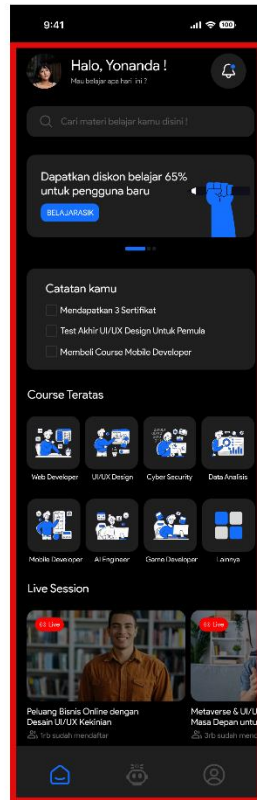 9:41
100
Halo, Yonanda !
Mau belajar apa hari ini ?
Cari materi belajar kamu disini !
Dapatkan diskon belajar 65%
untuk pengguna baru
BELAJARASIK
Catatan kamu
Mendapatkan 3 Sertifikat
Test Akhir UI/UX Design Untuk Pemula
Membeli Course Mobile Developer
Course Teratas
Web Developer
UI/UX Design
Cyber Security
Data Analisis
Mobile Developer
AI Engineer
Game Developer
Lainnya
Live Session
Live
Live
Peluang Bisnis Online dengan
Desain UI/UX Kekinian
1rb sudah mendaftar
Metaverse & UI/U
Masa Depan untu
3rb sudah mend